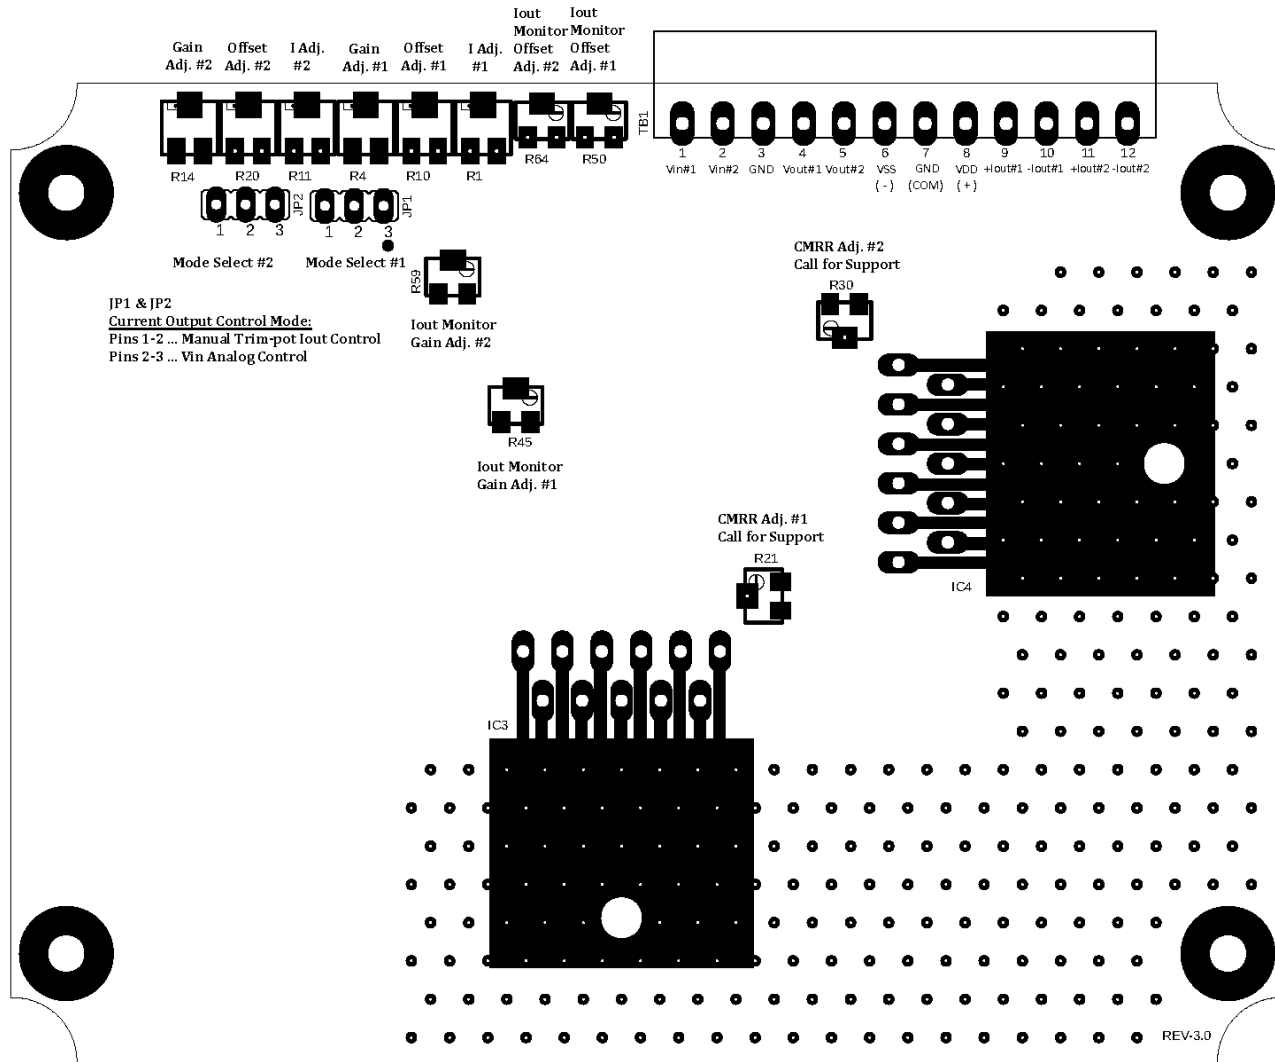 Iout Iout
Monitor Monitor
Gain Offset I Adj. Gain Offset I Adj. Offset Offset
Adj. #2 Adj. #2 #2 Adj. #1 Adj. #1 #1 Adj. #2 Adj. #1
TB1
R14 R20 R11 R4 R10 R1 R64 R50
1 2 3 4 5 6 7 8 9 10 11 12
Vin#1 Vin#2 GND Vout#1 Vout#2 VSS GND VDD +Iout#1 -Iout#1 +Iout#2 -Iout#2
( - ) (COM) ( + )
JP2 JP1
1 2 3 1 2 3
Mode Select #2 Mode Select #1
R59
Iout Monitor
Gain Adj. #2
JP1 & JP2
Current Output Control Mode:
Pins 1-2 ... Manual Trim-pot Iout Control
Pins 2-3 ... Vin Analog Control
CMRR Adj. #2
Call for Support
R30
R45
Iout Monitor
Gain Adj. #1
CMRR Adj. #1
Call for Support
R21
IC4
IC3
REV-3.0